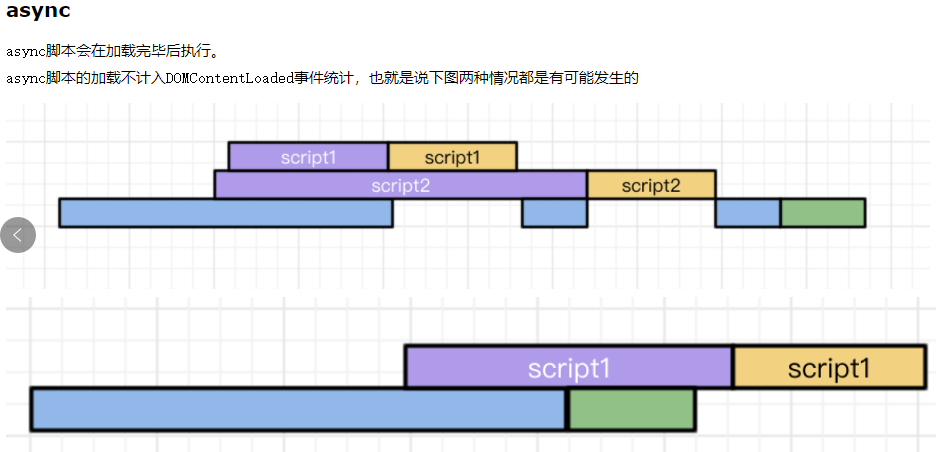 async
async脚本会在加载完毕后执行。
async脚本的加载不计入DOMContentLoaded事件统计，也就是说下图两种情况都是有可能发生的
script1
script1
script2
script2
script1
script1